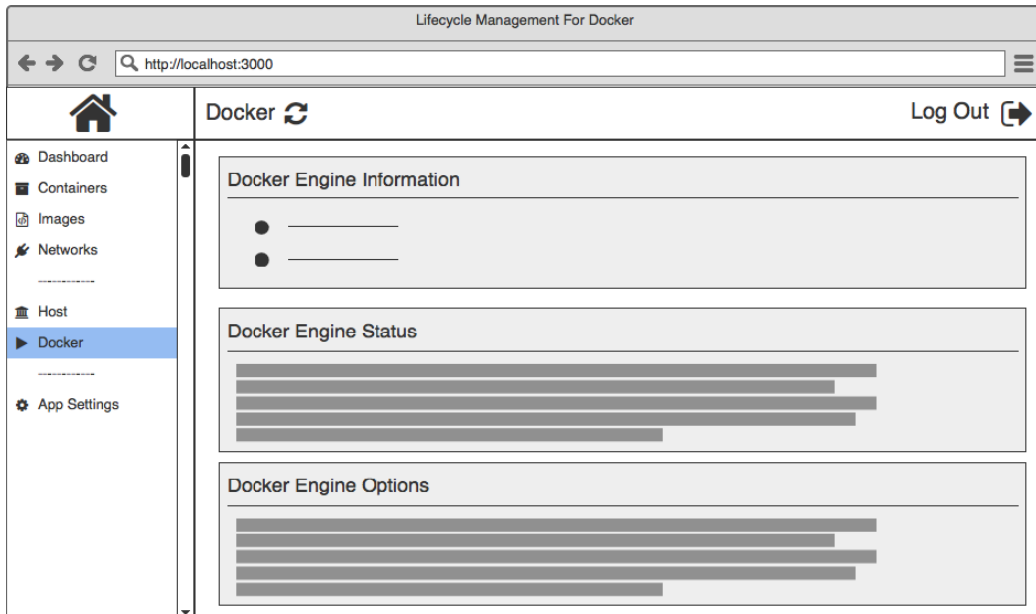 Lifecycle Management For Docker
http://localhost:3000
Docker
Log Out
Dashboard
Containers
Images
Networks
------------
Host
Docker
------------
App Settings
Docker Engine Information
Docker Engine Status
Docker Engine Options